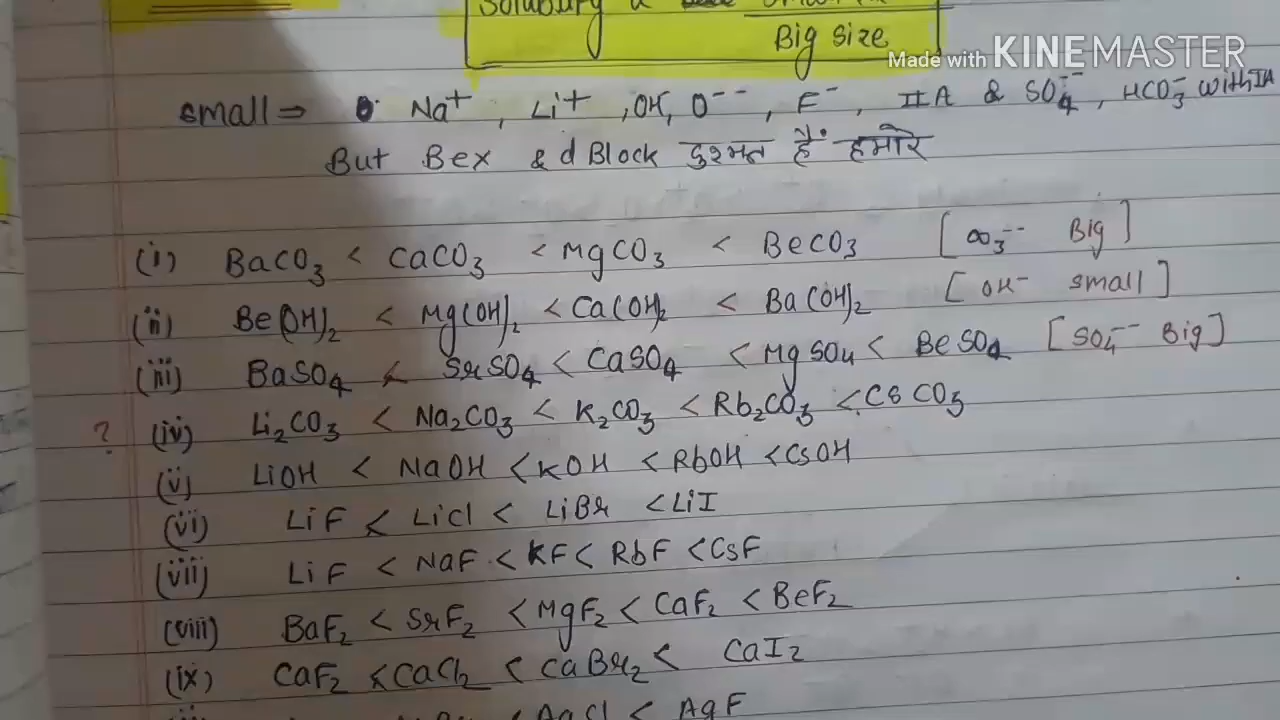 Solubility α
Big size
Made with KINEMASTER
small ⇒ Na⁺, Li⁺, OH⁻, O⁻⁻, F⁻, IIA & SO₄⁻⁻, HCO₃⁻ with IA
But Bex & d Block दुश्मन हैं हमारे
(i) BaCO₃ < CaCO₃ < MgCO₃ < BeCO₃ [CO₃⁻⁻ Big]
(ii) Be(OH)₂ < Mg(OH)₂ < Ca(OH)₂ < Ba(OH)₂ [OH⁻ small]
(iii) BaSO₄ < SrSO₄ < CaSO₄ < MgSO₄ < BeSO₄ [SO₄⁻⁻ Big]
? (iv) Li₂CO₃ < Na₂CO₃ < K₂CO₃ < Rb₂CO₃ < CsCO₃
(v) LiOH < NaOH < KOH < RbOH < CsOH
(vi) LiF < LiCl < LiBr < LiI
(vii) LiF < NaF < KF < RbF < CsF
(viii) BaF₂ < SrF₂ < MgF₂ < CaF₂ < BeF₂
(ix) CaF₂ < CaCl₂ < CaBr₂ < CaI₂
< AgCl < AgF